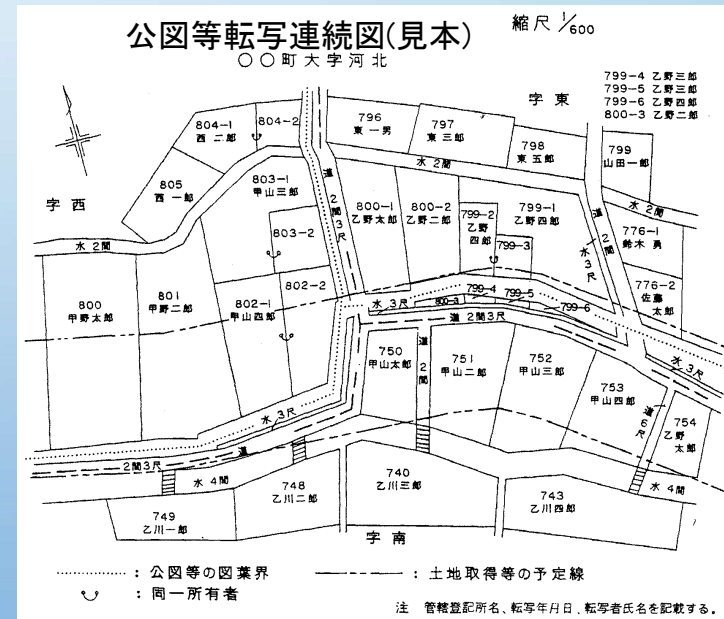 公図等転写連続図(見本)
縮尺 1/600
○○町大字河北
799-4 乙野三郎
799-5 乙野三郎
799-6 乙野四郎
800-3 乙野二郎
字東
804-1
西二郎
804-2
796
東一男
797
東三郎
798
東五郎
799
山田一郎
水2間
805
西一郎
803-1
甲山三郎
道2間3尺
800-1
乙野太郎
800-2
乙野二郎
799-2
乙野
四郎
799-1
乙野四郎
799-3
道2間
水3尺
水2間
776-1
鈴木勇
776-2
佐藤
太郎
字西
水2間
803-2
800
甲野太郎
801
甲野二郎
802-1
甲山四郎
802-2
水3尺
800-3
799-4
799-5
799-6
道2間3尺
水3尺
750
甲山太郎
道2間
751
甲山二郎
752
甲山三郎
753
甲山四郎
道6尺
754
乙野
太郎
水3尺
道
2間3尺
水4間
水4間
749
乙川一郎
748
乙川二郎
740
乙川三郎
743
乙川四郎
字南
：公図等の図葉界
：土地取得等の予定線
：同一所有者
注 管轄登記所名、転写年月日、転写者氏名を記載する。